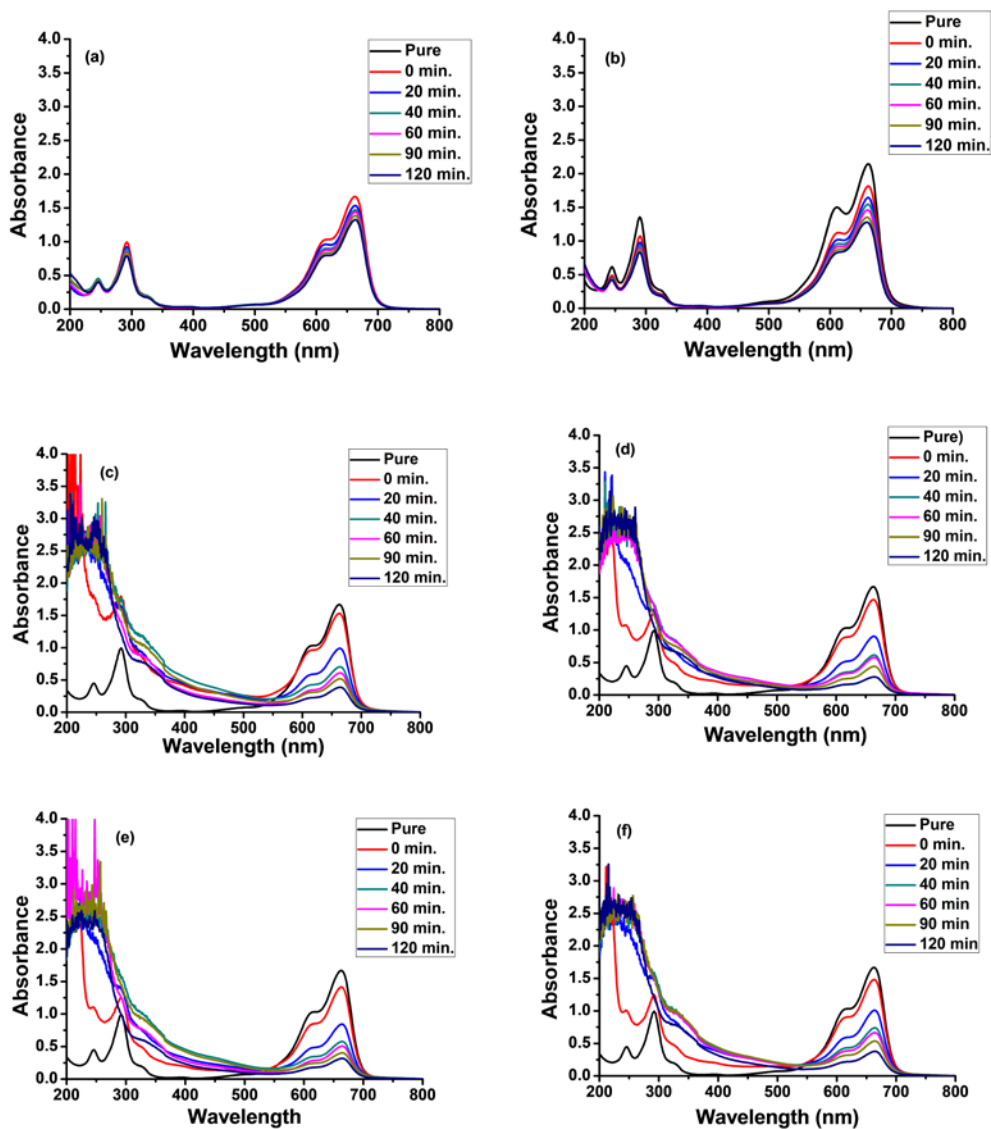 (a)
Pure
0 min.
20 min.
40 min.
60 min.
90 min.
120 min.
4.0
3.5
3.0
2.5
2.0
1.5
1.0
0.5
0.0
200 300 400 500 600 700 800
Absorbance
Wavelength (nm)
(b)
Pure
0 min.
20 min.
40 min.
60 min.
90 min.
120 min.
4.0
3.5
3.0
2.5
2.0
1.5
1.0
0.5
0.0
200 300 400 500 600 700 800
Absorbance
Wavelength (nm)
(c)
Pure
0 min.
20 min.
40 min.
60 min.
90 min.
120 min.
4.0
3.5
3.0
2.5
2.0
1.5
1.0
0.5
0.0
200 300 400 500 600 700 800
Absorbance
Wavelength (nm)
(d)
Pure)
0 min.
20 min.
40 min.
60 min.
90 min.
120 min.
4.0
3.5
3.0
2.5
2.0
1.5
1.0
0.5
0.0
200 300 400 500 600 700 800
Absorbance
Wavelength (nm)
(e)
Pure
0 min.
20 min.
40 min.
60 min.
90 min.
120 min.
4.0
3.5
3.0
2.5
2.0
1.5
1.0
0.5
0.0
200 300 400 500 600 700 800
Absorbance
Wavelength
(f)
Pure
0 min.
20 min
40 min
60 min.
90 min
120 min
4.0
3.5
3.0
2.5
2.0
1.5
1.0
0.5
0.0
200 300 400 500 600 700 800
Absorbance
Wavelength (nm)